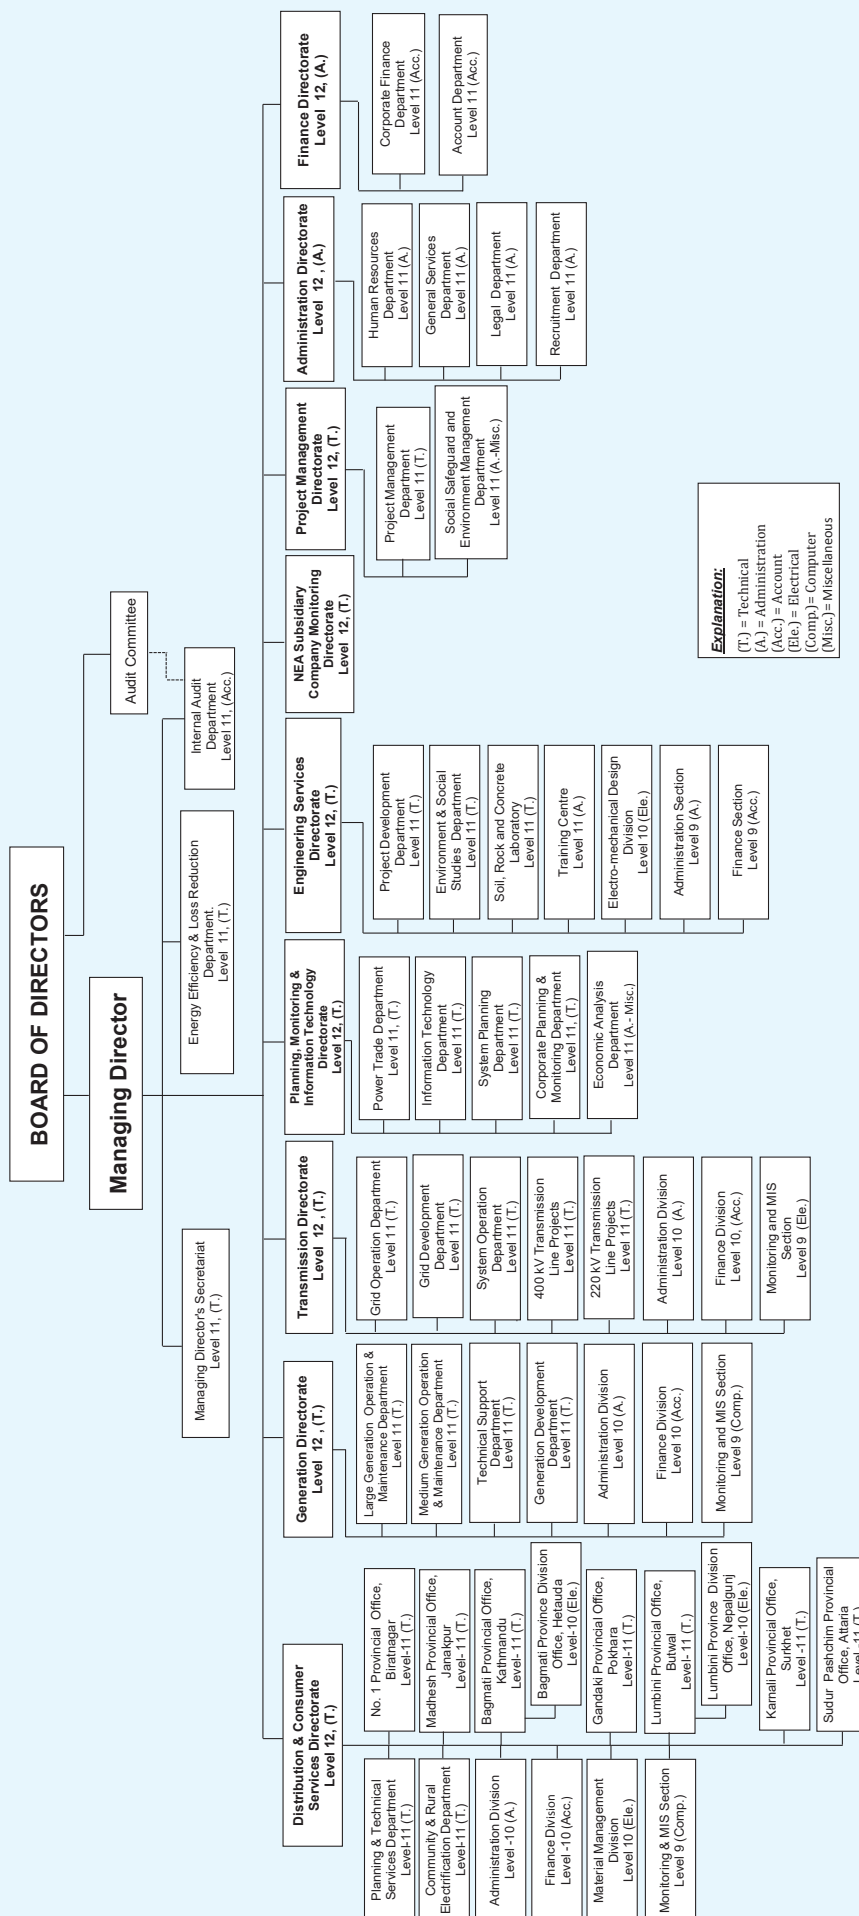 BOARD OF DIRECTORS
Managing Director
Audit Committee
Managing Director's Secretariat
Level 11, (T.)
Energy Efficiency & Loss Reduction
Department.
Level 11, (T.)
Internal Audit
Department
Level 11, (Acc.)
Distribution & Consumer
Services Directorate
Level 12, (T.)
Planning & Technical
Services Department
Level-11 (T.)
Community & Rural
Electrification Department
Level-11 (T.)
Administration Division
Level -10 (A.)
Finance Division
Level -10 (Acc.)
Material Management
Division
Level 10 (Ele.)
Monitoring & MIS Section
Level 9 (Comp.)
No. 1 Provincial Office,
Biratnagar
Level-11 (T.)
Madhesh Provincial Office,
Janakpur
Level- 11 (T.)
Bagmati Provincial Office,
Kathmandu
Level- 11 (T.)
Bagmati Province Division
Office, Hetauda
Level-10 (Ele.)
Gandaki Provincial Office,
Pokhara
Level -11 (T.)
Lumbini Provincial Office,
Butwal
Level- 11 (T.)
Lumbini Province Division
Office, Nepalgunj
Level-10 (Ele.)
Karnali Provincial Office,
Surkhet
Level -11 (T.)
Sudur Pashchim Provincial
Office, Attaria
Level -11 (T.)
Generation Directorate
Level 12 , (T.)
Large Generation Operation &
Maintenance Department
Level 11 (T.)
Medium Generation Operation
& Maintenance Department
Level 11 (T.)
Technical Support
Department
Level 11 (T.)
Generation Development
Department
Level 11 (T.)
Administration Division
Level 10 (A.)
Finance Division
Level 10 (Acc.)
Monitoring and MIS Section
Level 9 (Comp.)
Transmission Directorate
Level 12 , (T.)
Grid Operation Department
Level 11 (T.)
Grid Development
Department
Level 11 (T.)
System Operation
Department
Level 11 (T.)
400 kV Transmission
Line Projects
Level 11 (T.)
220 kV Transmission
Line Projects
Level 11 (T.)
Administration Division
Level 10 (A.)
Finance Division
Level 10, (Acc.)
Monitoring and MIS
Section
Level 9 (Ele.)
Planning, Monitoring &
Information Technology
Directorate
Level 12, (T.)
Power Trade Department
Level 11, (T.)
Information Technology
Department
Level 11 (T.)
System Planning
Department
Level 11 (T.)
Corporate Planning &
Monitoring Department
Level 11, (T.)
Economic Analysis
Department
Level 11 (A.- Misc.)
Engineering Services
Directorate
Level 12, (T.)
Project Development
Department
Level 11 (T.)
Environment & Social
Studies Department
Level 11 (T.)
Soil, Rock and Concrete
Laboratory
Level 11 (T.)
Training Centre
Level 11 (A.)
Electro-mechanical Design
Division
Level 10 (Ele.)
Administration Section
Level 9 (A.)
Finance Section
Level 9 (Acc.)
NEA Subsidiary
Company Monitoring
Directorate
Level 12, (T.)
Project Management
Directorate
Level 12, (T.)
Project Management
Department
Level 11 (T.)
Social Safeguard and
Environment Management
Department
Level 11 (A.-Misc.)
Administration Directorate
Level 12 , (A.)
Human Resources
Department
Level 11 (A.)
General Services
Department
Level 11 (A.)
Legal Department
Level 11 (A.)
Recruitment Department
Level 11 (A.)
Finance Directorate
Level 12, (A.)
Corporate Finance
Department
Level 11 (Acc.)
Account Department
Level 11 (Acc.)
Explanation:
(T.) = Technical
(A.) = Administration
(Acc.) = Account
(Ele.) = Electrical
(Comp.)= Computer
(Misc.)= Miscellaneous